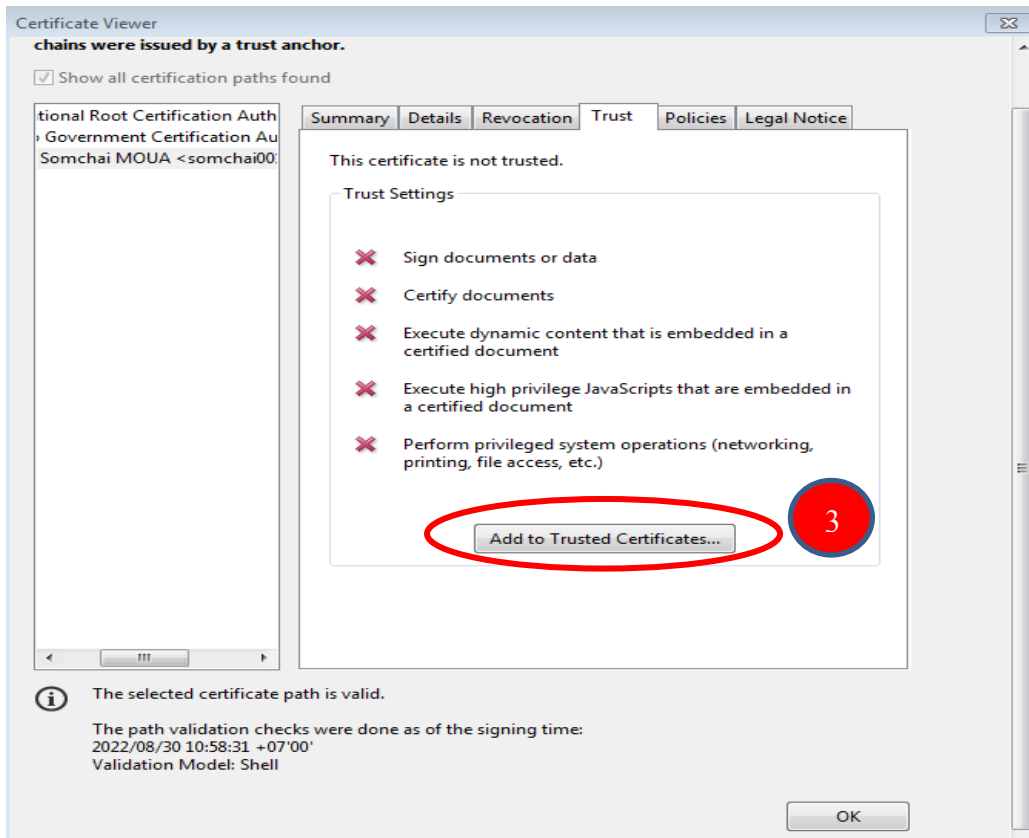 Certificate Viewer
chains were issued by a trust anchor.
Show all certification paths found
tional Root Certification Auth
Government Certification Au
Somchai MOUA <somchai00
Summary Details Revocation Trust Policies Legal Notice
This certificate is not trusted.
Trust Settings
Sign documents or data
Certify documents
Execute dynamic content that is embedded in a
certified document
Execute high privilege JavaScripts that are embedded in
a certified document
Perform privileged system operations (networking,
printing, file access, etc.)
3
Add to Trusted Certificates...
The selected certificate path is valid.
The path validation checks were done as of the signing time:
2022/08/30 10:58:31 +07'00'
Validation Model: Shell
OK